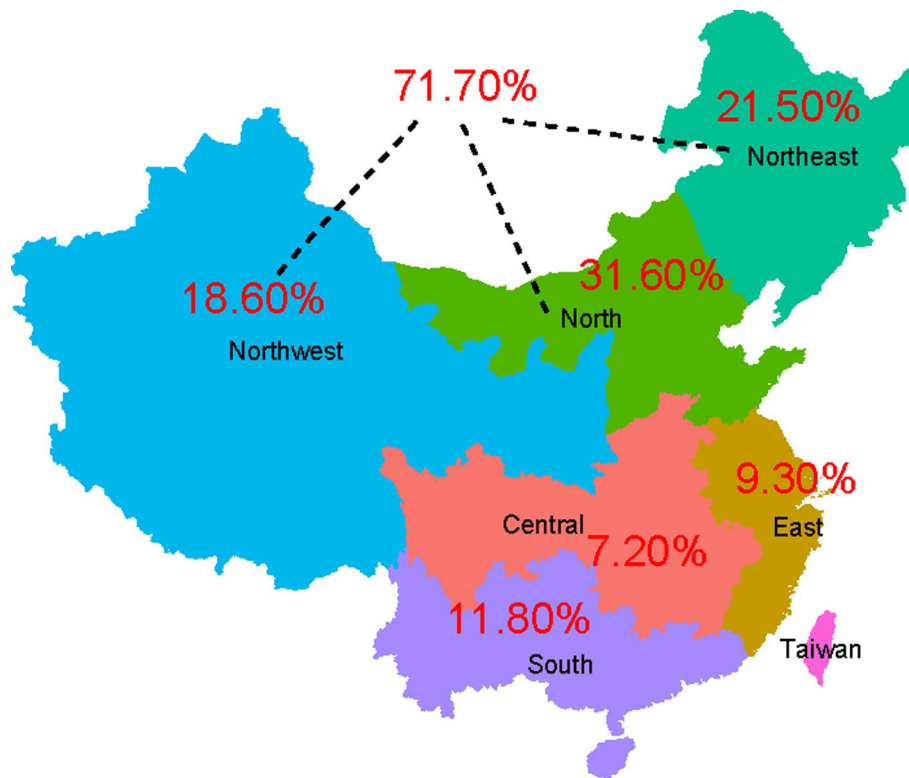 71.70%
21.50%
Northeast
18.60%
31.60%
North
Northwest
9.30%
Central
East
7.20%
11.80%
South
Taiwan